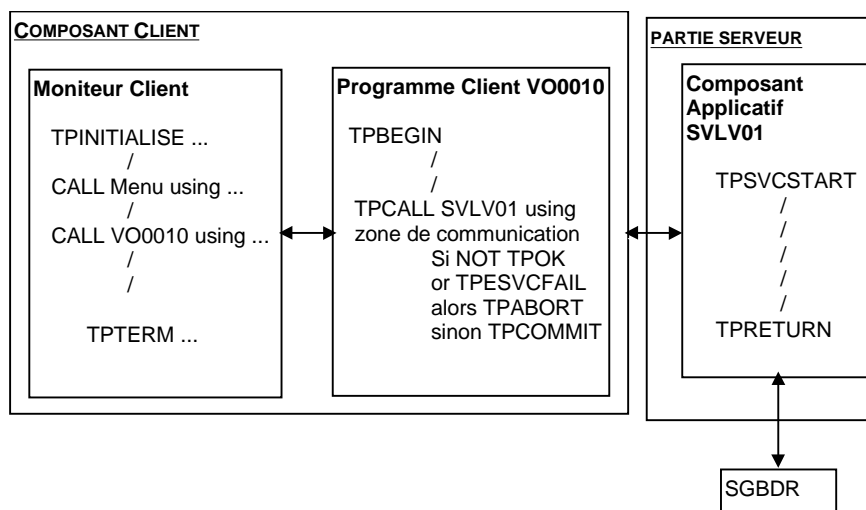 COMPOSANT CLIENT
Moniteur Client
TPINITIALISE ...
/
CALL Menu using ...
/
CALL VO0010 using ...
/
/
TPTERM ...
Programme Client VO0010
TPBEGIN
/
/
TPCALL SVLV01 using
zone de communication
Si NOT TPOK
or TPESVCFAIL
alors TPABORT
sinon TPCOMMIT
PARTIE SERVEUR
Composant
Applicatif
SVLV01
TPSVCSTART
/
/
/
/
/
TPRETURN
SGBDR